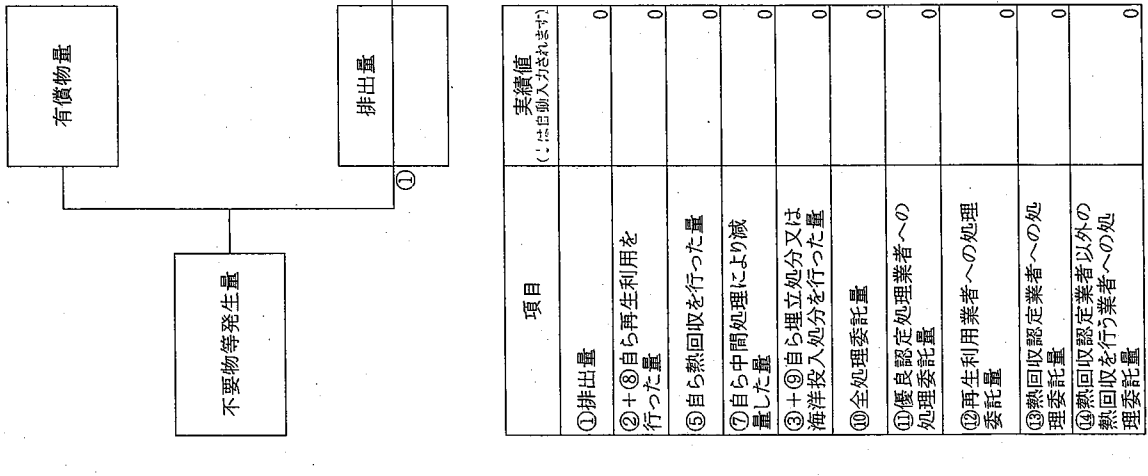 有償物量
不要物等発生量
排出量
①
項目
実績値
(には自動入力されます)
①排出量
0
②+⑧自ら再生利用を
行った量
0
⑤自ら熱回収を行った量
0
⑦自ら中間処理により減
量した量
0
③+⑨自ら埋立処分又は
海洋投入処分を行った量
0
⑩全処理委託量
0
⑪優良認定処理業者への
処理委託量
0
⑫再生利用業者への処理
委託量
0
⑬熱回収認定業者への処
理委託量
0
⑭熱回収認定業者以外の
熱回収を行う業者への処
理委託量
0